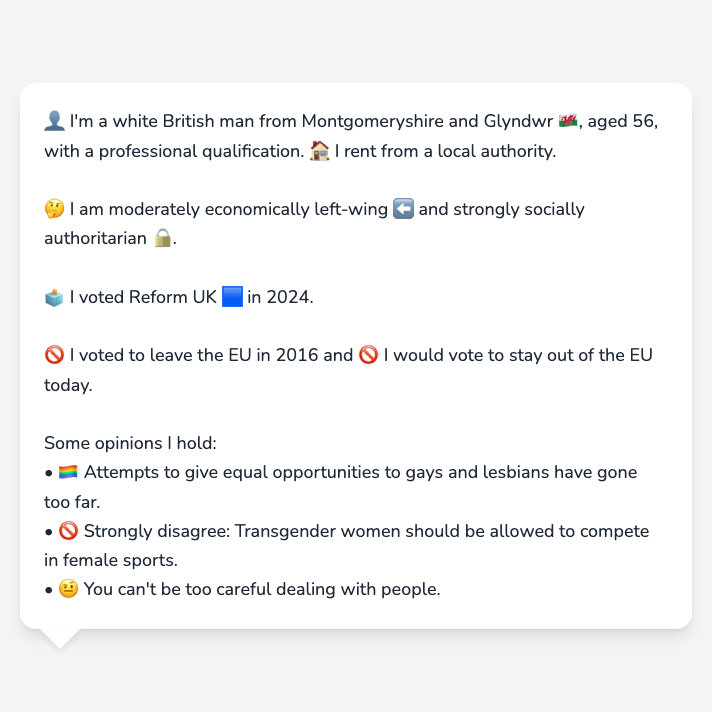 👤 I'm a white British man from Montgomeryshire and Glyndwr 🏴󠁧󠁢󠁷󠁬󠁳󠁿, aged 56,
with a professional qualification. 🏠 I rent from a local authority.
🤔 I am moderately economically left-wing ⬅️ and strongly socially
authoritarian 🔒.
🗳️ I voted Reform UK 🟦 in 2024.
🚫 I voted to leave the EU in 2016 and 🚫 I would vote to stay out of the EU
today.
Some opinions I hold:
• 🏳️‍🌈 Attempts to give equal opportunities to gays and lesbians have gone
too far.
• 🚫 Strongly disagree: Transgender women should be allowed to compete
in female sports.
• 🤨 You can't be too careful dealing with people.